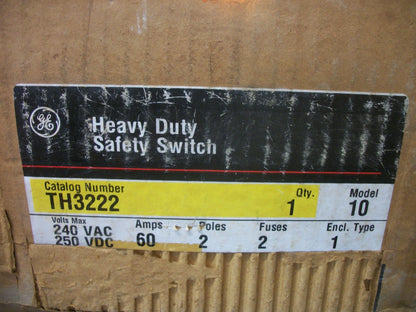 GE
Heavy Duty
Safety Switch
Catalog Number Qty. Model
TH3222 1 10
Volts Max Amps Poles Fuses Encl. Type
240 VAC
250 VDC 60 2 2 1